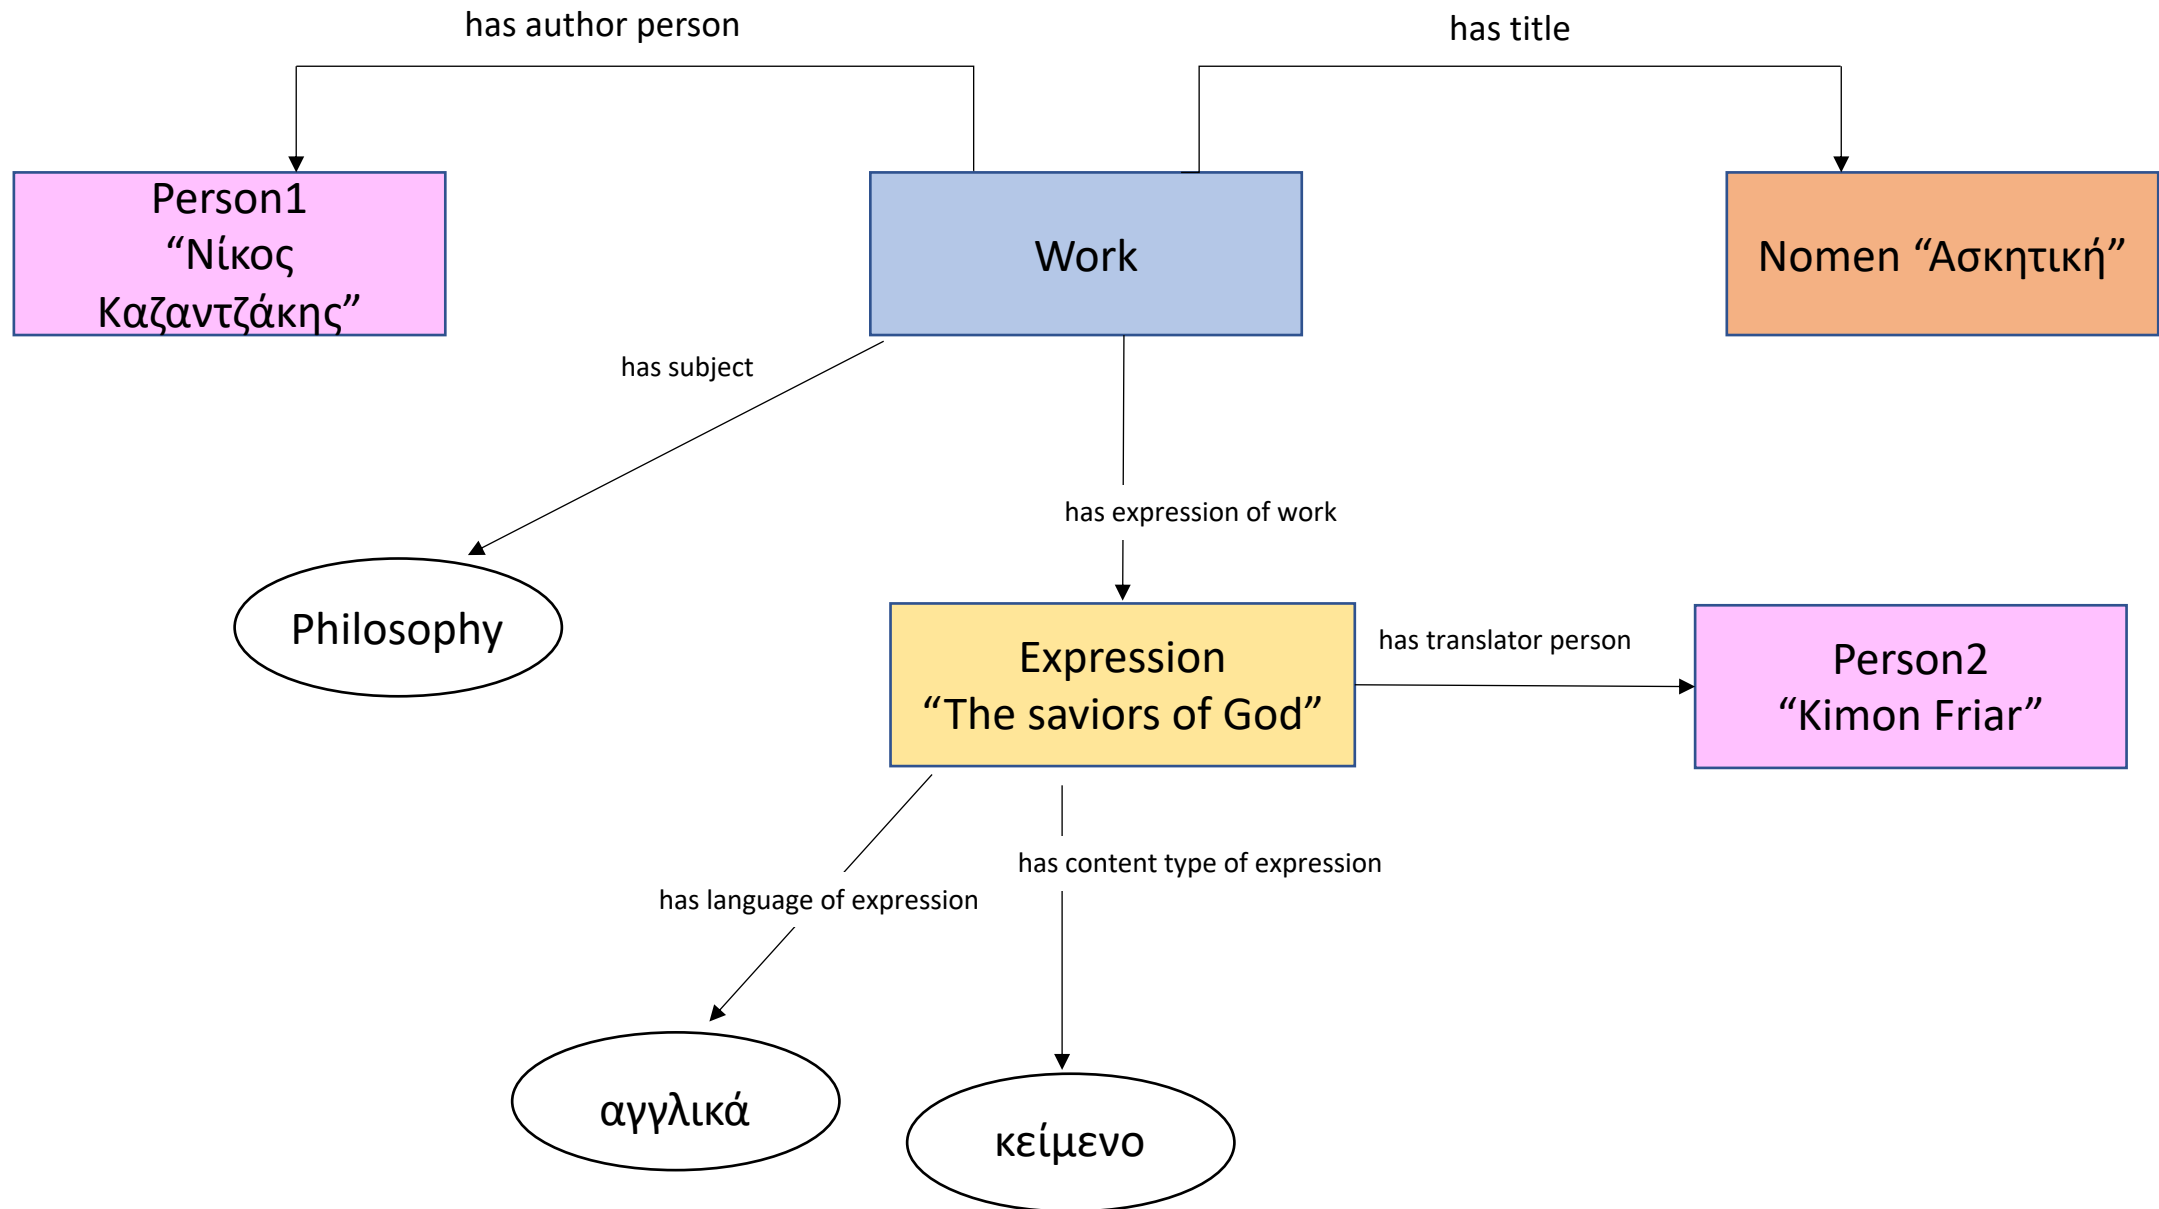 has author person
has title
Person1
“Νίκος
Καζαντζάκης”
Work
Nomen “Ασκητική”
has subject
has expression of work
Philosophy
Expression
“The saviors of God”
has translator person
Person2
“Kimon Friar”
has content type of expression
has language of expression
αγγλικά
κείμενο